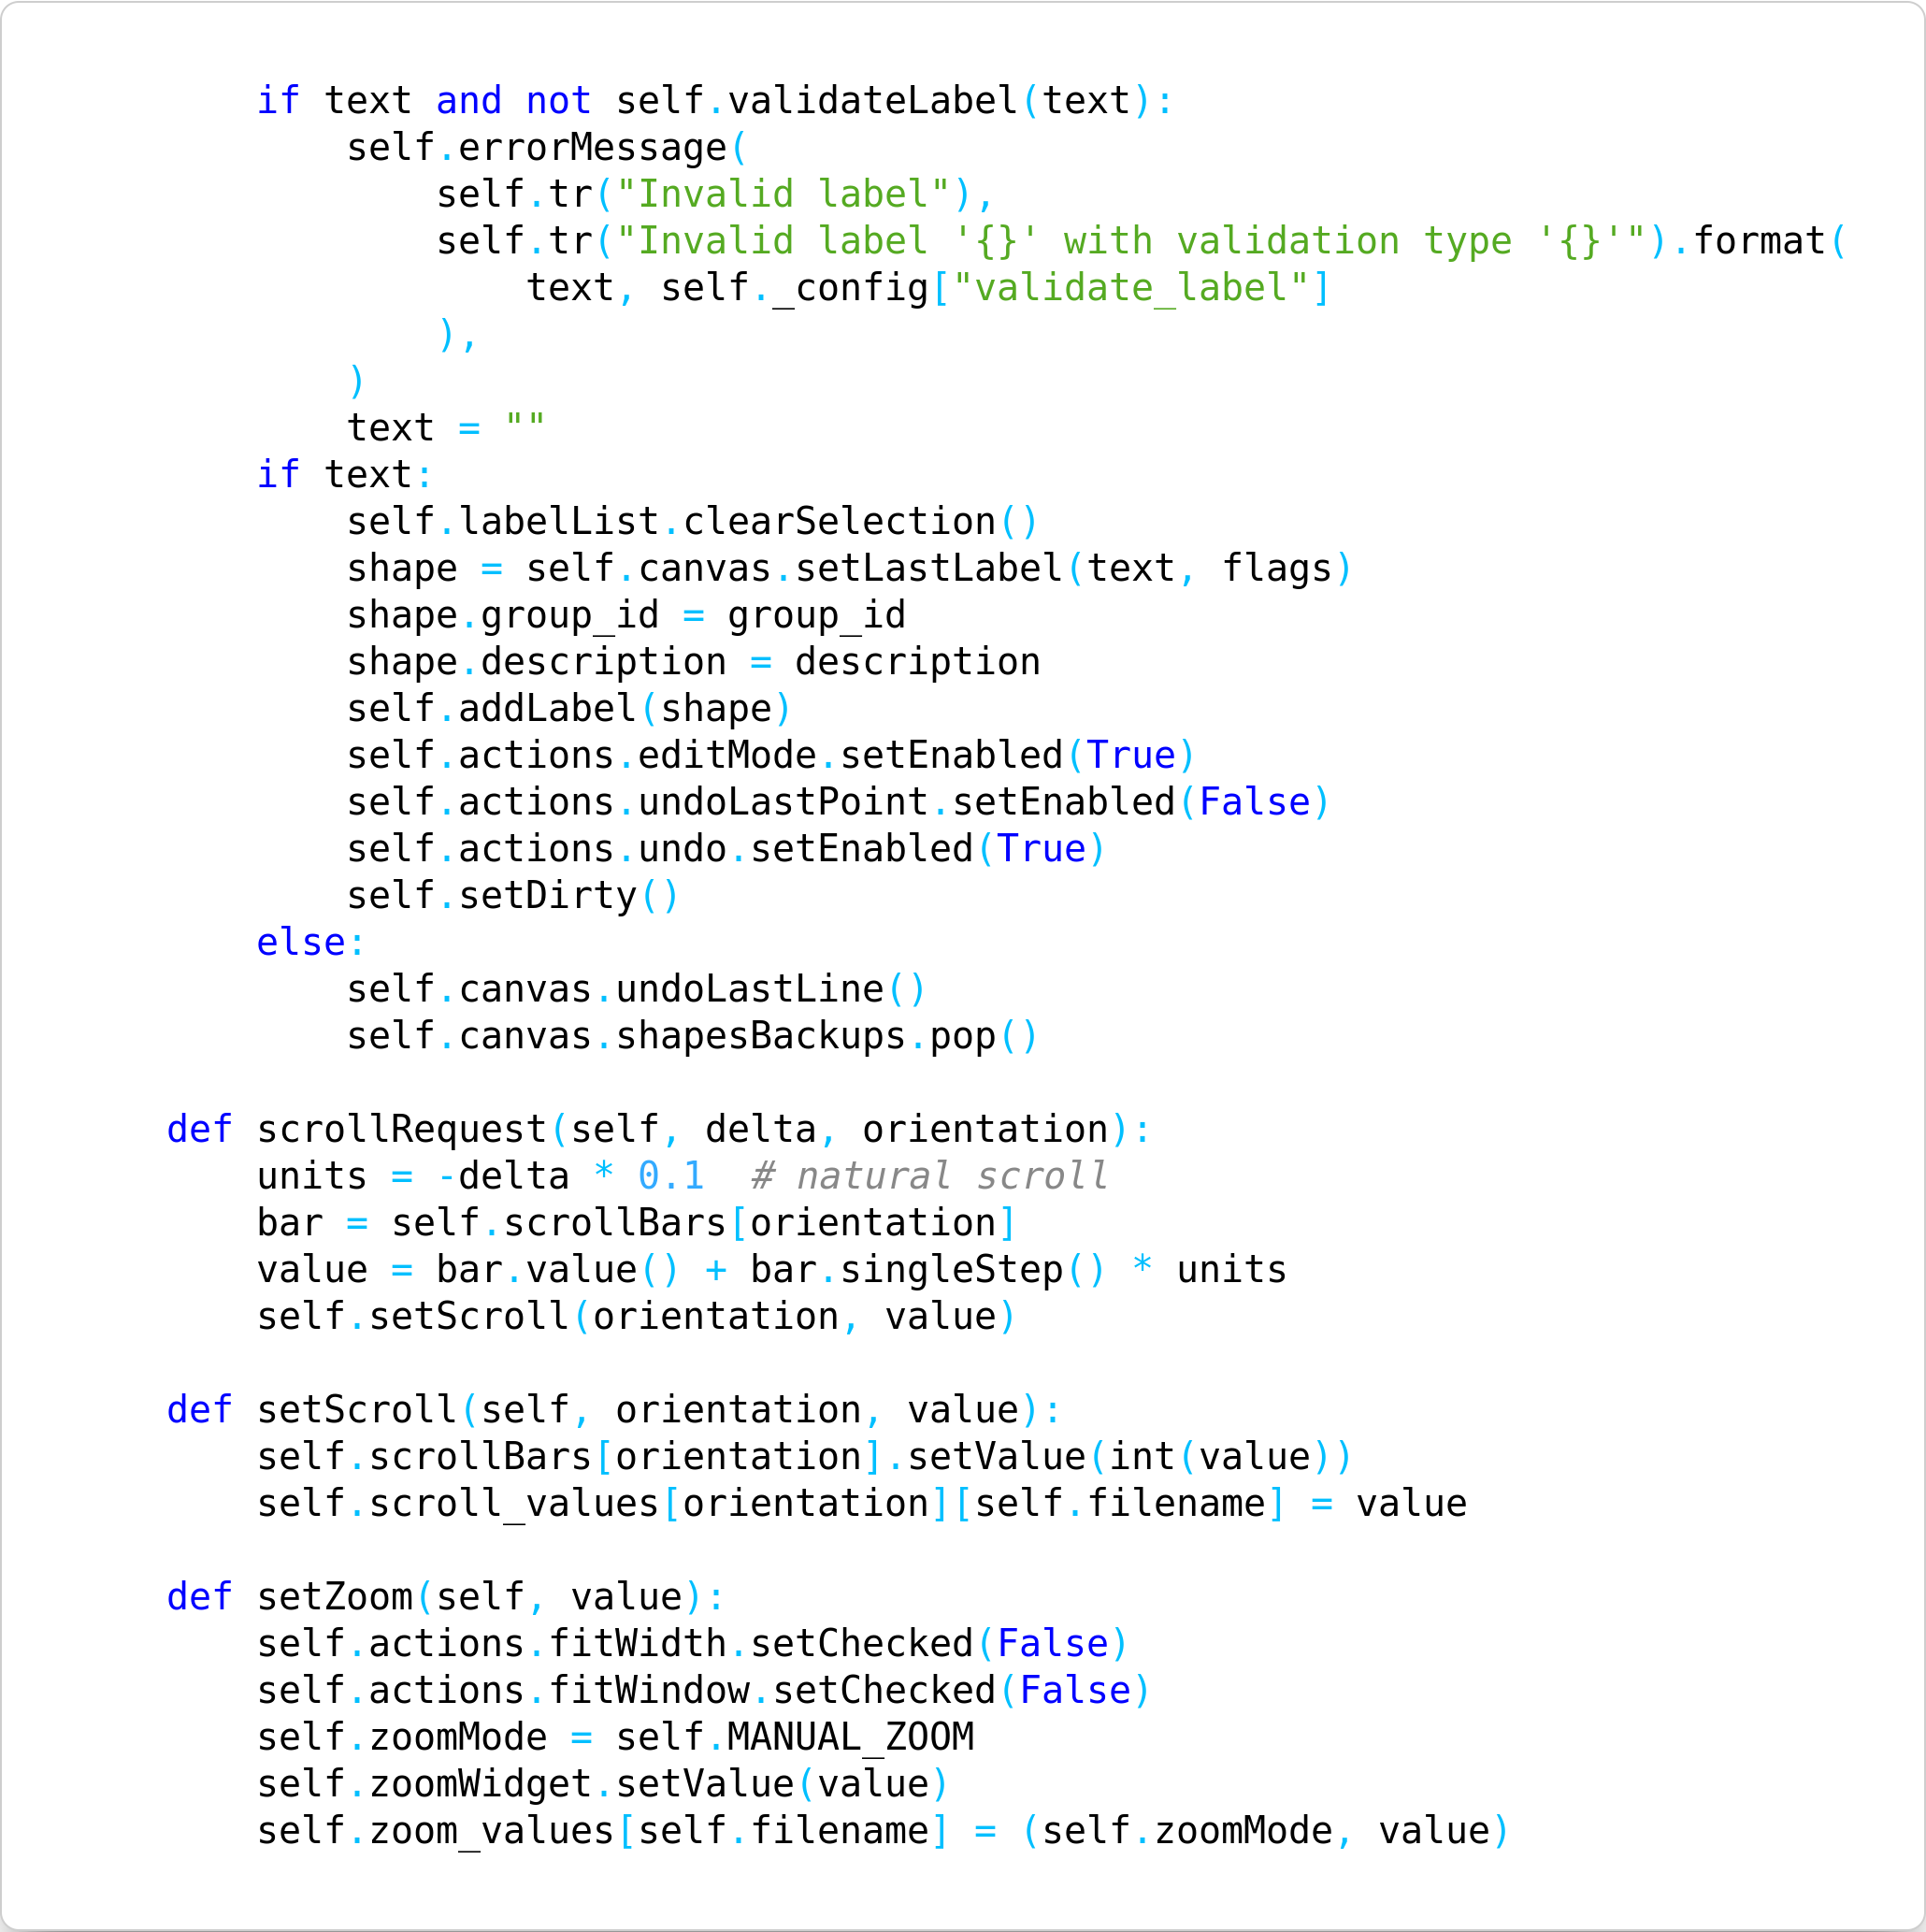 if text and not self.validateLabel(text):
            self.errorMessage(
                self.tr("Invalid label"),
                self.tr("Invalid label '{}' with validation type '{}'").format(
                    text, self._config["validate_label"]
                ),
            )
            text = ""
        if text:
            self.labelList.clearSelection()
            shape = self.canvas.setLastLabel(text, flags)
            shape.group_id = group_id
            shape.description = description
            self.addLabel(shape)
            self.actions.editMode.setEnabled(True)
            self.actions.undoLastPoint.setEnabled(False)
            self.actions.undo.setEnabled(True)
            self.setDirty()
        else:
            self.canvas.undoLastLine()
            self.canvas.shapesBackups.pop()

    def scrollRequest(self, delta, orientation):
        units = -delta * 0.1  # natural scroll
        bar = self.scrollBars[orientation]
        value = bar.value() + bar.singleStep() * units
        self.setScroll(orientation, value)

    def setScroll(self, orientation, value):
        self.scrollBars[orientation].setValue(int(value))
        self.scroll_values[orientation][self.filename] = value

    def setZoom(self, value):
        self.actions.fitWidth.setChecked(False)
        self.actions.fitWindow.setChecked(False)
        self.zoomMode = self.MANUAL_ZOOM
        self.zoomWidget.setValue(value)
        self.zoom_values[self.filename] = (self.zoomMode, value)